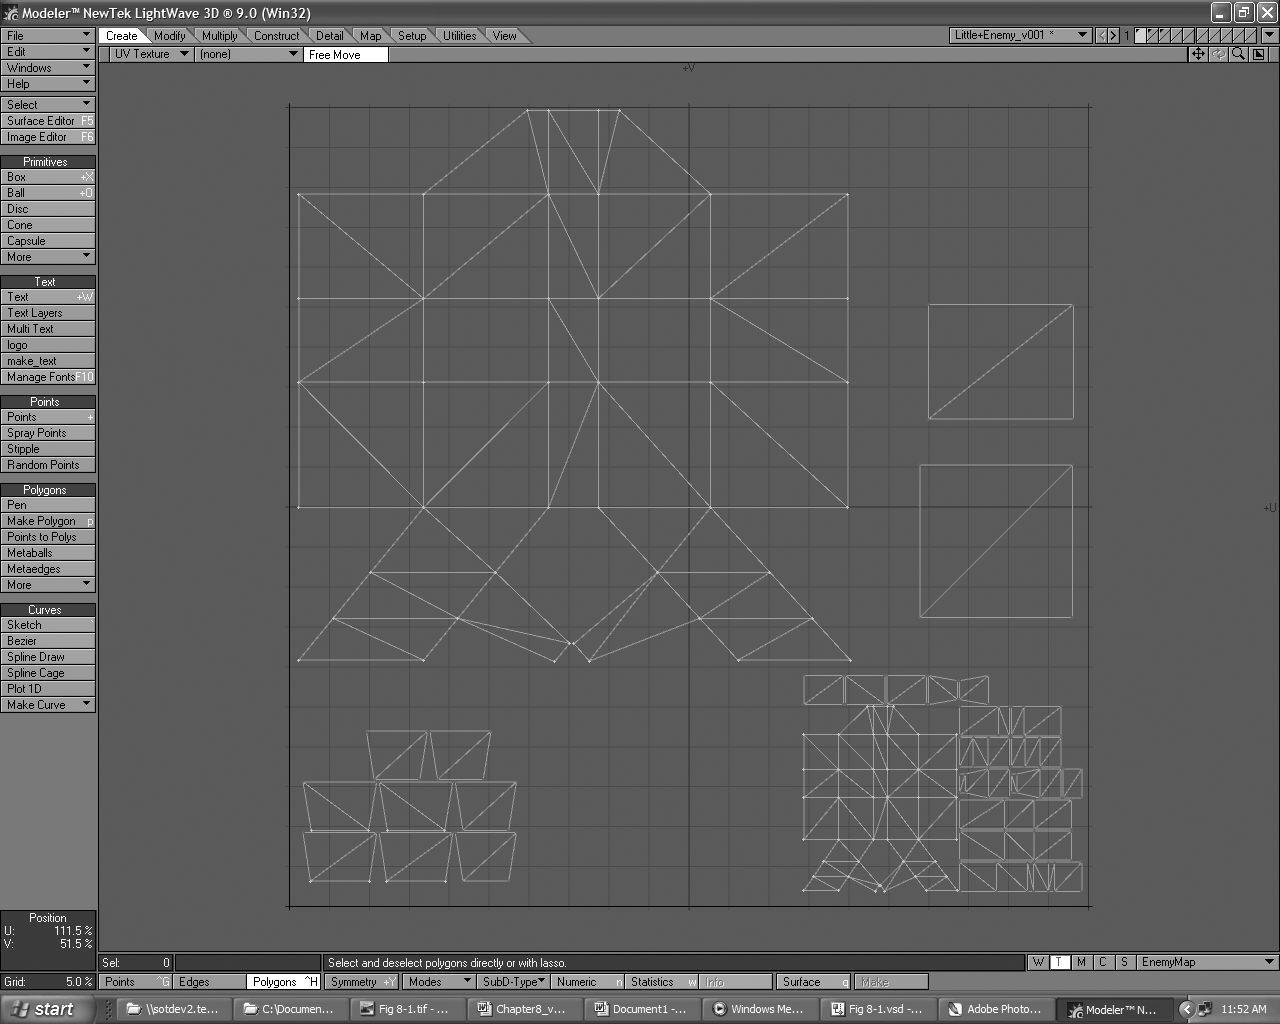 Modeler™ NewTek LightWave 3D ® 9.0 (Win32)
File
Create Modify Multiply Construct Detail Map Setup Utilities View
Little+Enemy_v001 *
1
Edit
UV Texture (none) Free Move
Windows
Help
+V
Select
Surface Editor F5
Image Editor F6
Primitives
Box +X
Ball +O
Disc
Cone
Capsule
More
Text
Text +W
Text Layers
Multi Text
logo
make_text
Manage Fonts F10
Points
Points +
Spray Points
Stipple
Random Points
Polygons
Pen
+U
Make Polygon p
Points to Polys
Metaballs
Metaedges
More
Curves
Sketch `
Bezier
Spline Draw
Spline Cage
Plot 1D
Make Curve
Position
U: 111.5 %
V: 51.5 %
Sel: 0
Select and deselect polygons directly or with lasso.
W T M C S EnemyMap
Grid: 5.0 %
Points ^G Edges Polygons ^H Symmetry +Y Modes SubD-Type Numeric n Statistics w Info Surface q Make
start
\\sotdev2.te...
C:\Documen...
Fig 8-1.tif - ...
Chapter8_v...
Document1 -...
Windows Me...
Fig 8-1.vsd -...
Adobe Photo...
Modeler™ N...
11:52 AM